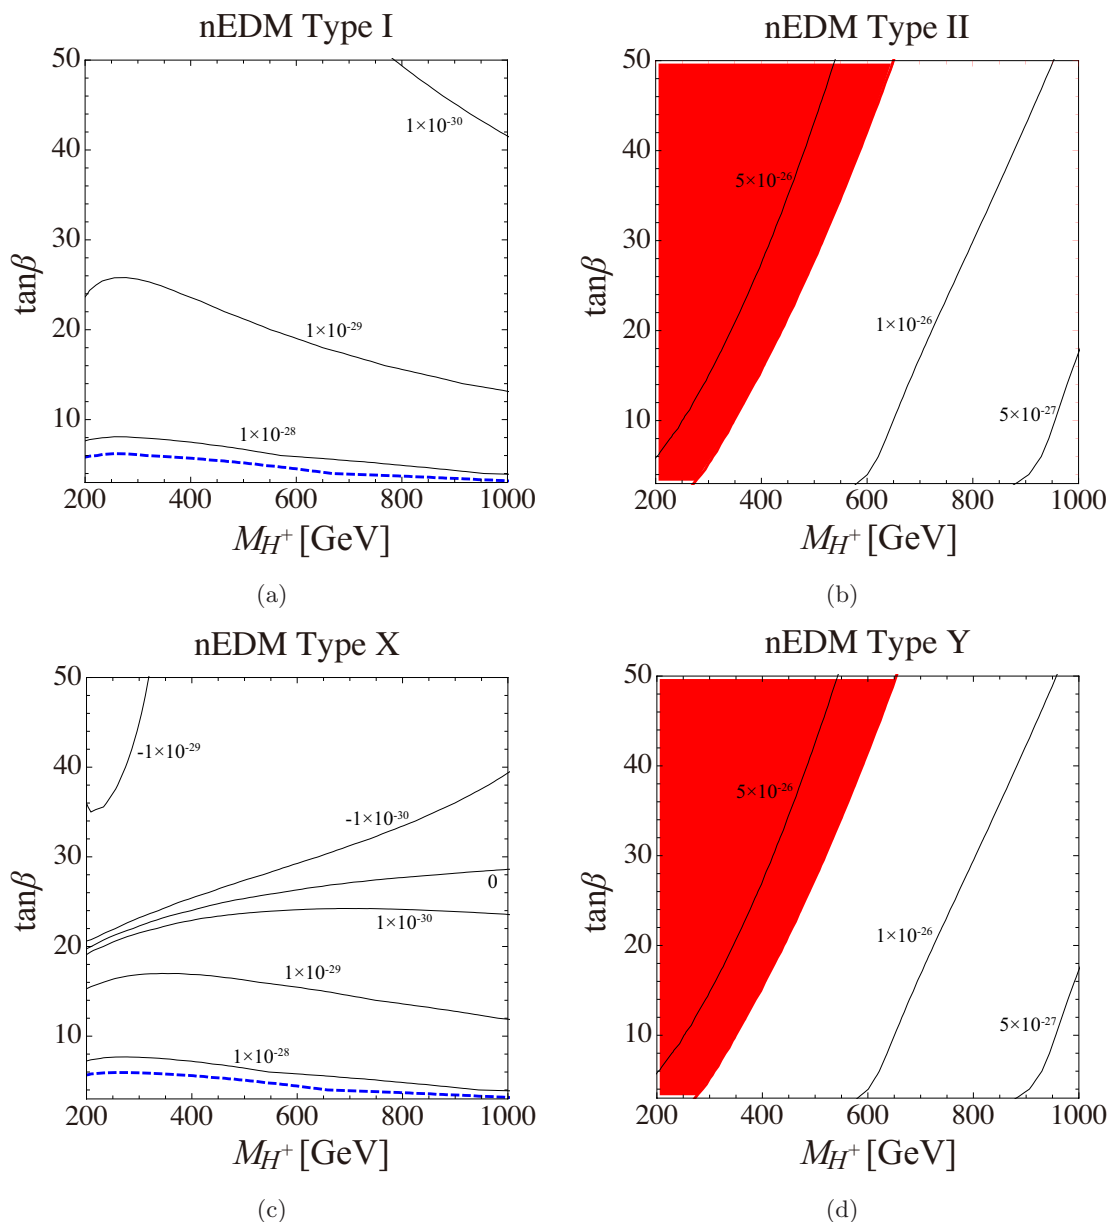 nEDM Type I
50
40
30
20
10
tanβ
1×10⁻³⁰
1×10⁻²⁹
1×10⁻²⁸
200 400 600 800 1000
M_H⁺ [GeV]
(a)
nEDM Type II
50
40
30
20
10
tanβ
5×10⁻²⁶
1×10⁻²⁶
5×10⁻²⁷
200 400 600 800 1000
M_H⁺ [GeV]
(b)
nEDM Type X
50
40
30
20
10
tanβ
-1×10⁻²⁹
-1×10⁻³⁰
0
1×10⁻³⁰
1×10⁻²⁹
1×10⁻²⁸
200 400 600 800 1000
M_H⁺ [GeV]
(c)
nEDM Type Y
50
40
30
20
10
tanβ
5×10⁻²⁶
1×10⁻²⁶
5×10⁻²⁷
200 400 600 800 1000
M_H⁺ [GeV]
(d)